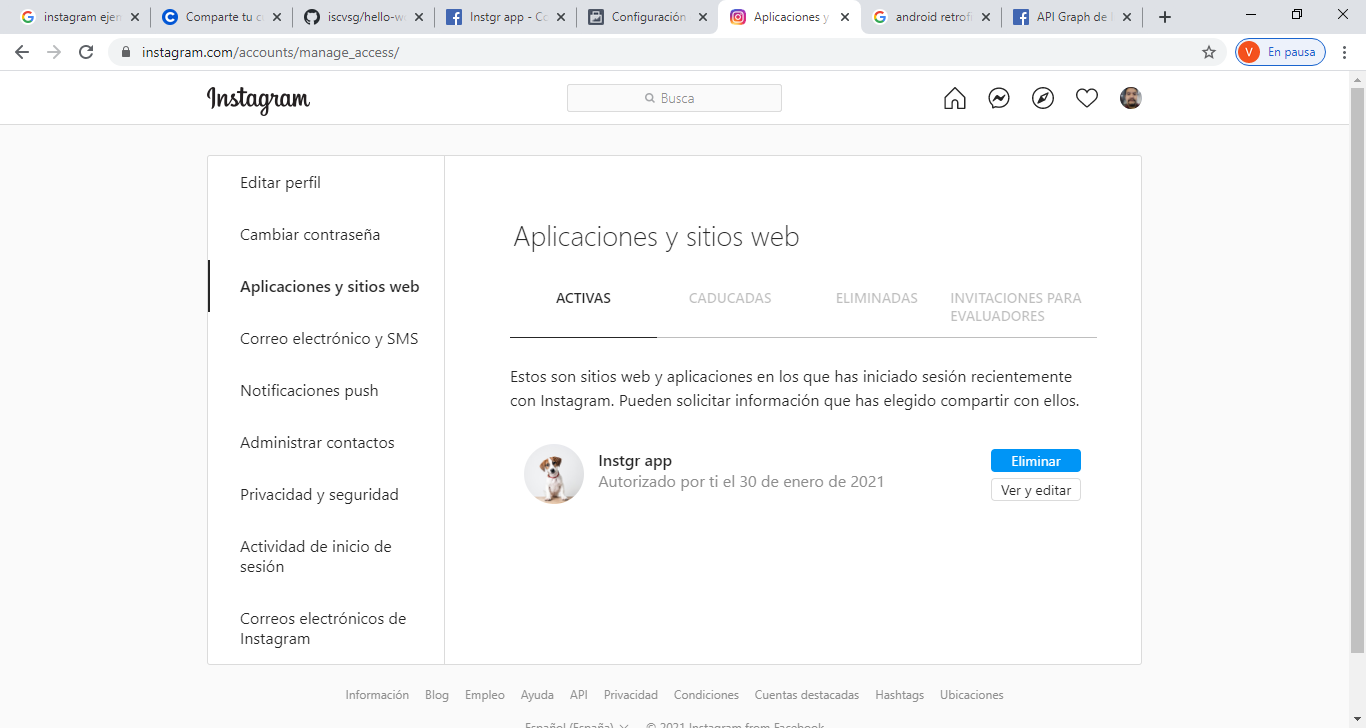 instagram ejen
Comparte tu c
iscvsg/hello-w
Instgr app - Co
Configuración
Aplicaciones y
android retrofi
API Graph de
instagram.com/accounts/manage_access/
V
En pausa
Instagram
Busca
Editar perfil
Cambiar contraseña
Aplicaciones y sitios web
Correo electrónico y SMS
Notificaciones push
Administrar contactos
Privacidad y seguridad
Actividad de inicio de
sesión
Correos electrónicos de
Instagram
Aplicaciones y sitios web
ACTIVAS
CADUCADAS
ELIMINADAS
INVITACIONES PARA
EVALUADORES
Estos son sitios web y aplicaciones en los que has iniciado sesión recientemente
con Instagram. Pueden solicitar información que has elegido compartir con ellos.
Instgr app
Autorizado por ti el 30 de enero de 2021
Eliminar
Ver y editar
Información Blog Empleo Ayuda API Privacidad Condiciones Cuentas destacadas Hashtags Ubicaciones
Español (España) © 2021 Instagram from Facebook